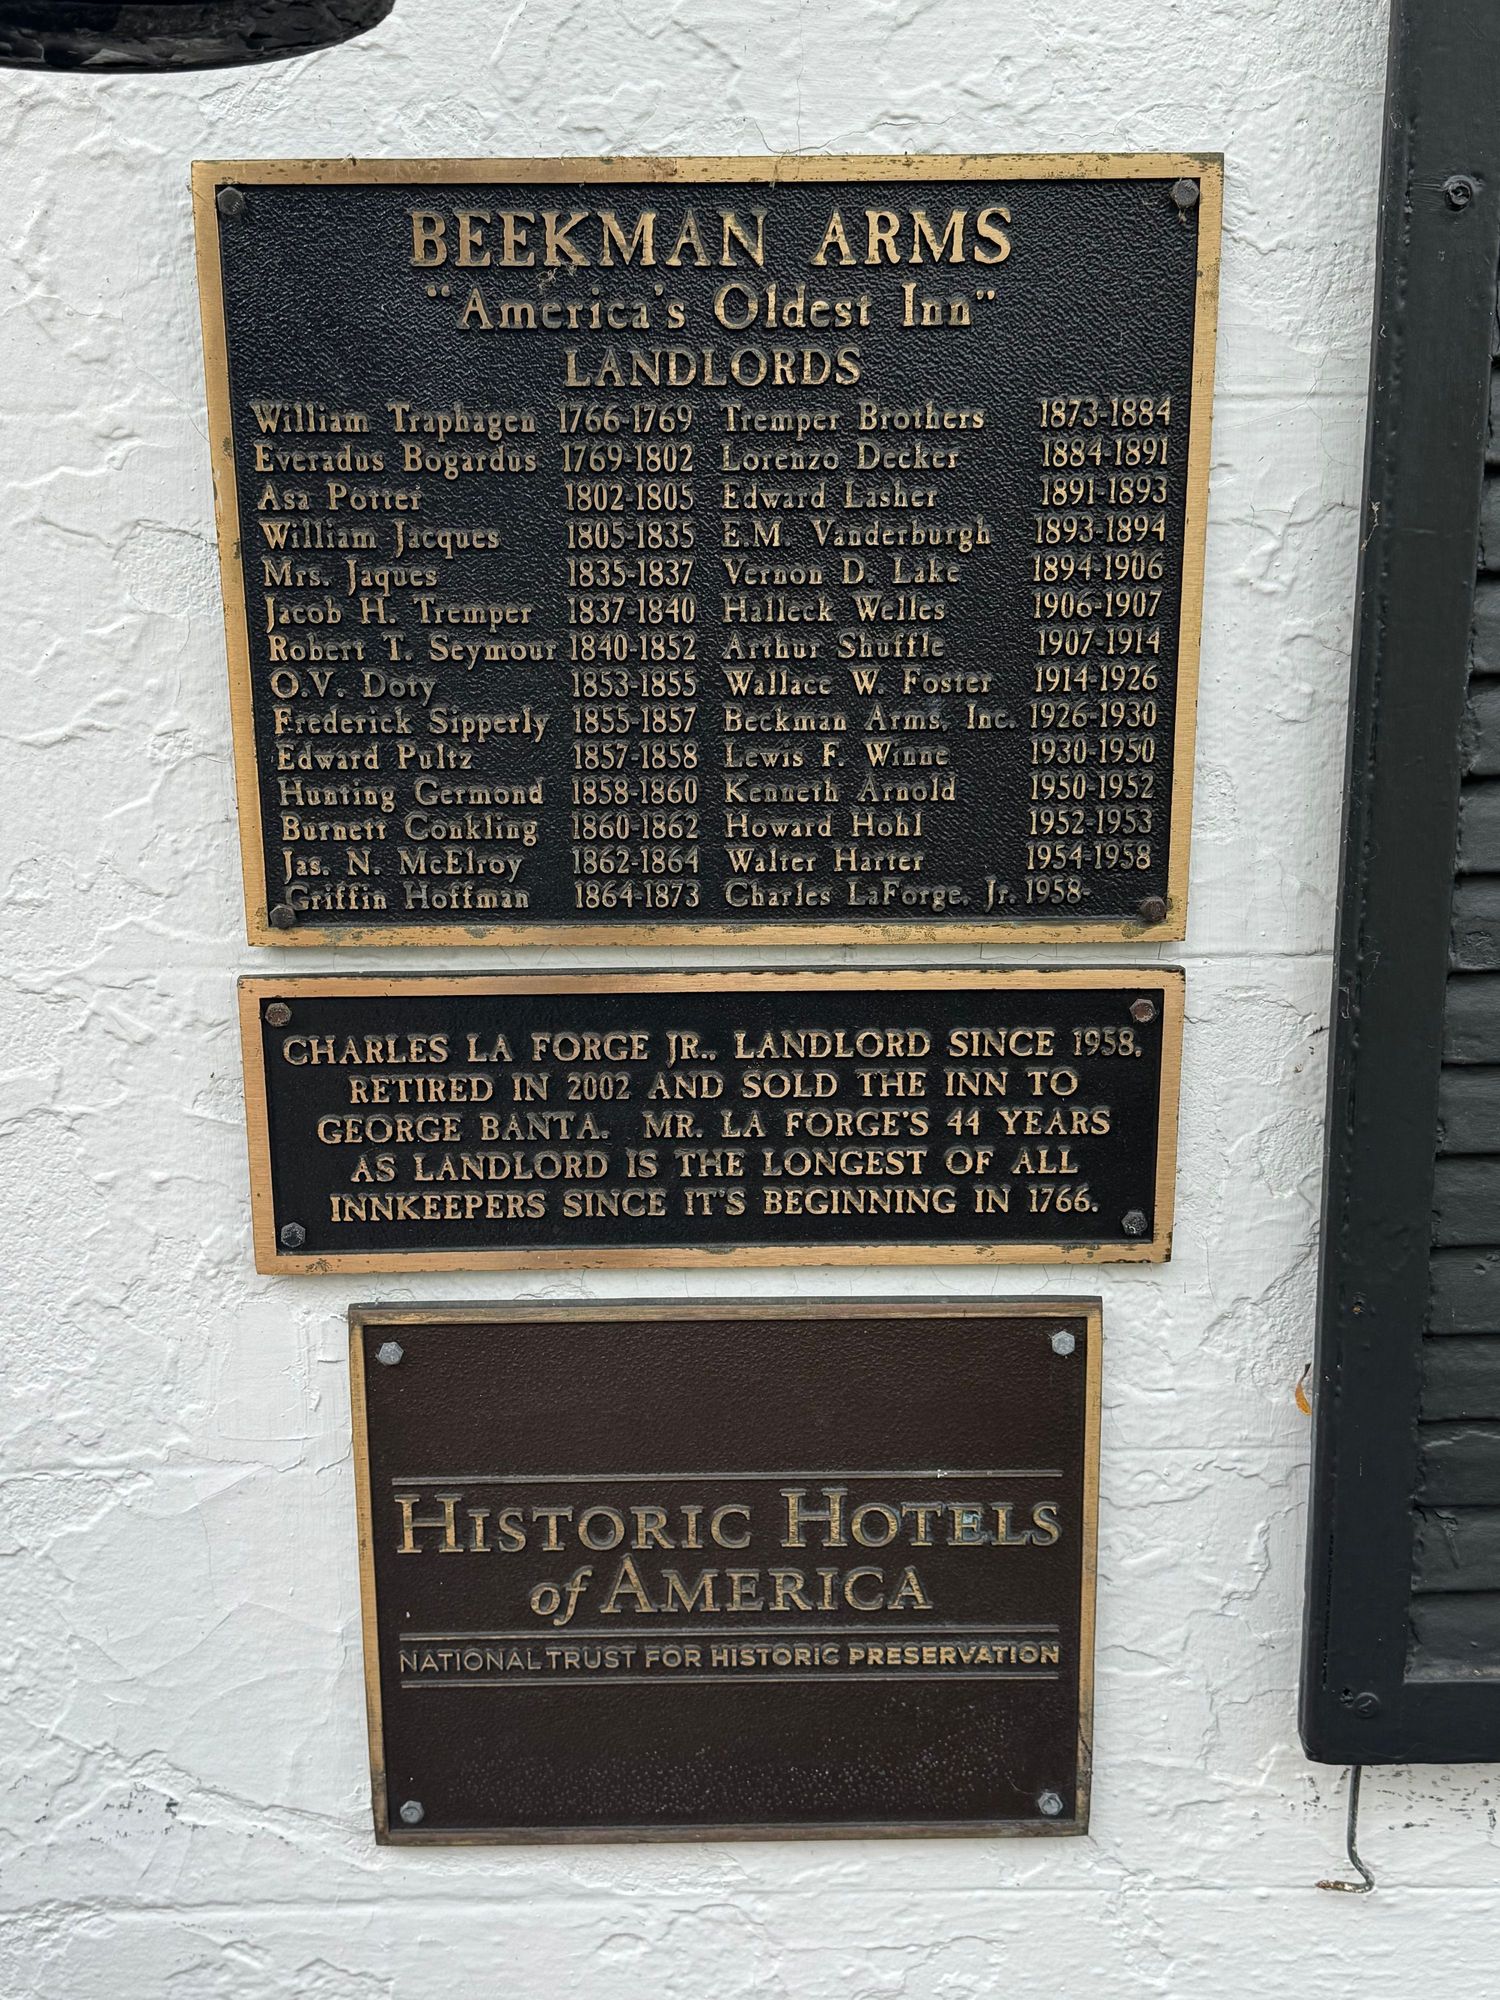 BEEKMAN ARMS
"America's Oldest Inn"
LANDLORDS
William Traphagen 1766-1769 Tremper Brothers 1873-1884
Everadus Bogardus 1769-1802 Lorenzo Decker 1884-1891
Asa Potter 1802-1805 Edward Lasher 1891-1893
William Jacques 1805-1835 E.M. Vanderburgh 1893-1894
Mrs. Jaques 1835-1837 Vernon D. Lake 1894-1906
Jacob H. Tremper 1837-1840 Halleck Welles 1906-1907
Robert T. Seymour 1840-1852 Arthur Shuffle 1907-1914
O.V. Doty 1853-1855 Wallace W. Foster 1914-1926
Frederick Sipperly 1855-1857 Beekman Arms, Inc. 1926-1930
Edward Pultz 1857-1858 Lewis F. Winne 1930-1950
Hunting Germond 1858-1860 Kenneth Arnold 1950-1952
Burnett Conkling 1860-1862 Howard Hohl 1952-1953
Jas. N. McElroy 1862-1864 Walter Harter 1954-1958
Griffin Hoffman 1864-1873 Charles LaForge, Jr. 1958-
CHARLES LA FORGE JR., LANDLORD SINCE 1958,
RETIRED IN 2002 AND SOLD THE INN TO
GEORGE BANTA. MR. LA FORGE'S 44 YEARS
AS LANDLORD IS THE LONGEST OF ALL
INNKEEPERS SINCE IT'S BEGINNING IN 1766.
HISTORIC HOTELS
of AMERICA
NATIONAL TRUST FOR HISTORIC PRESERVATION